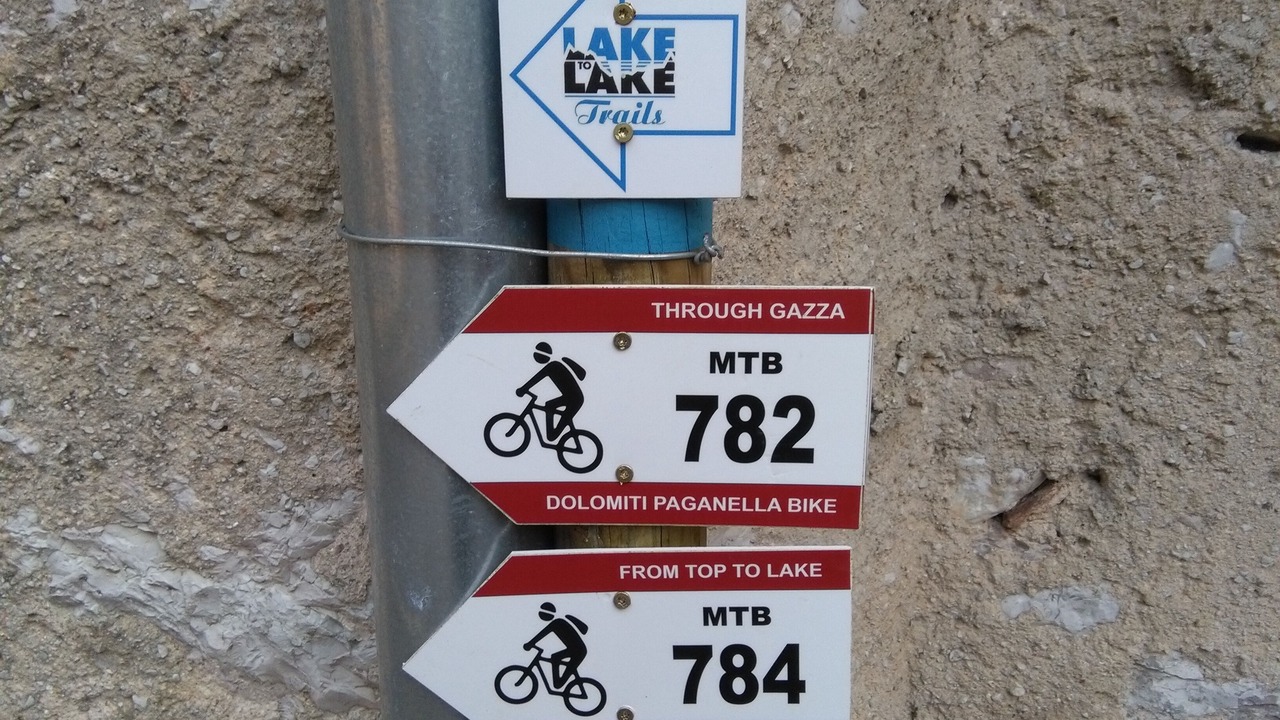 LAKE
TO
LAKE
Trails
THROUGH GAZZA
MTB
782
DOLOMITI PAGANELLA BIKE
FROM TOP TO LAKE
MTB
784